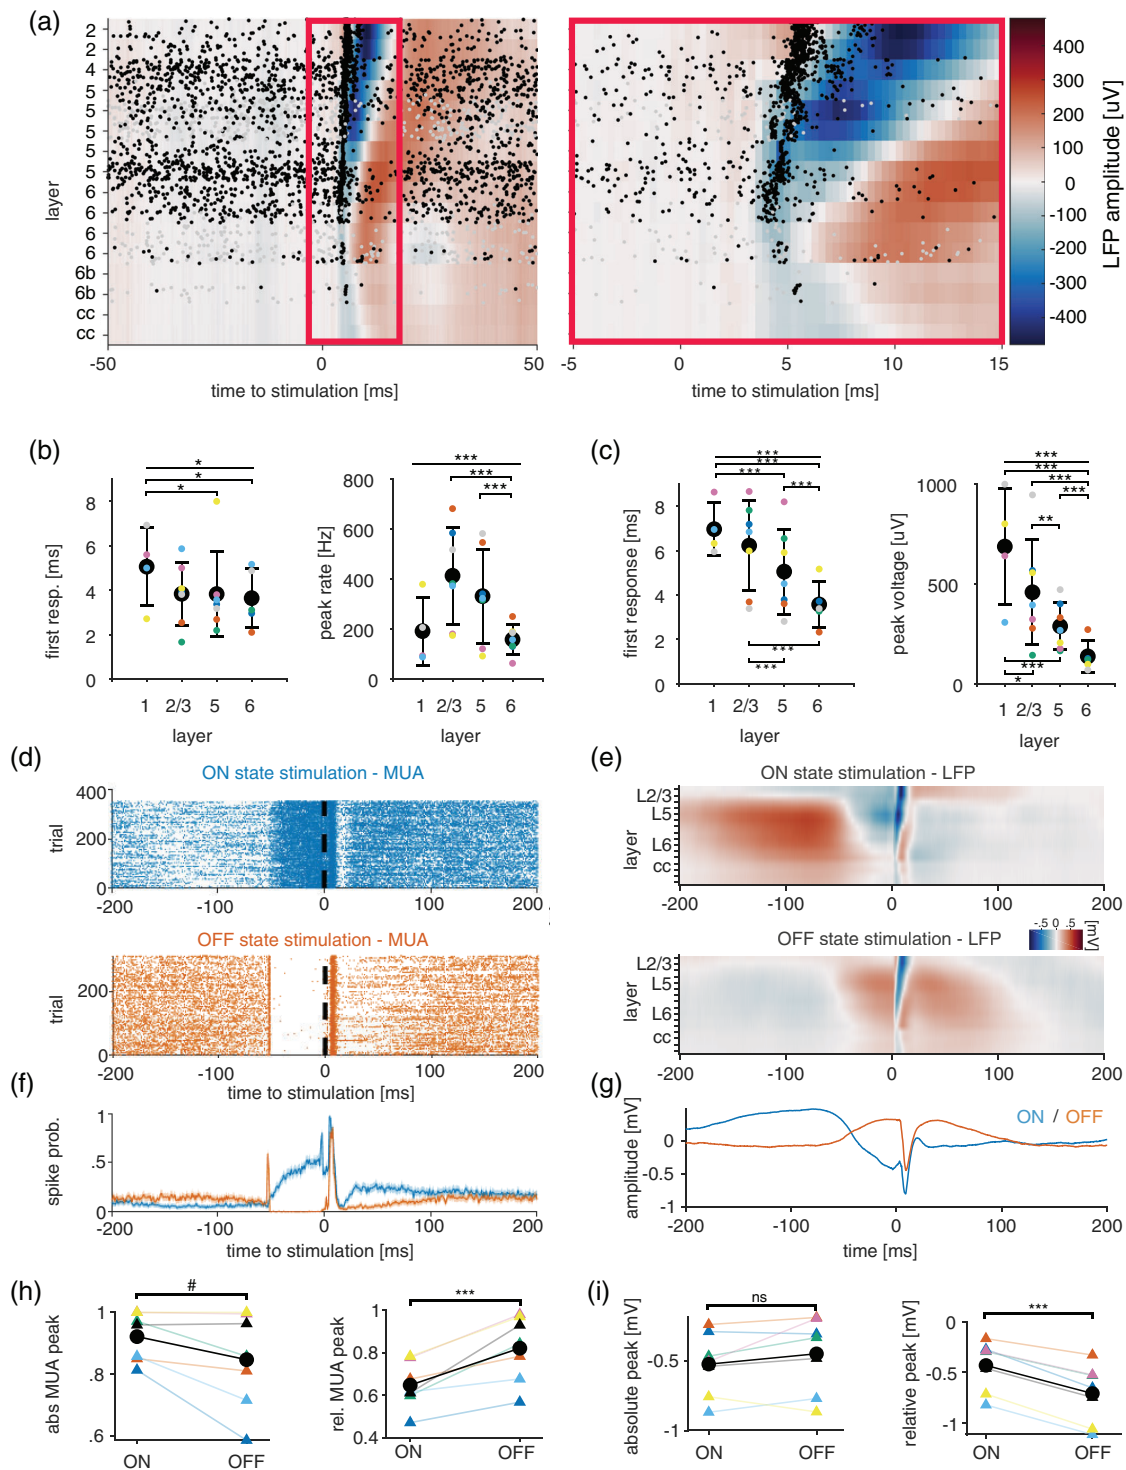 (a)
2
2
4
5
5
5
5
6
6
6
6
6b
6b
cc
cc
layer
-50
0
50
time to stimulation [ms]
-5
0
5
10
15
time to stimulation [ms]
400
300
200
100
0
-100
-200
-300
-400
LFP amplitude [uV]
(b)
*
*
*
8
6
4
2
0
first resp. [ms]
1
2/3
5
6
layer
***
***
***
800
600
400
200
0
peak rate [Hz]
1
2/3
5
6
layer
(c)
***
***
***
***
***
***
8
6
4
2
0
first response [ms]
1
2/3
5
6
layer
***
***
***
***
**
***
*
1000
500
0
peak voltage [uV]
1
2/3
5
6
layer
(d)
ON state stimulation - MUA
400
200
0
trial
-200
-100
0
100
200
OFF state stimulation - MUA
200
0
trial
-200
-100
0
100
200
time to stimulation [ms]
(e)
ON state stimulation - LFP
L2/3
L5
L6
cc
layer
-200
-100
0
100
200
OFF state stimulation - LFP
-.5 0 .5
[mV]
L2/3
L5
L6
cc
layer
-200
-100
0
100
200
(f)
1
.5
0
spike prob.
-200
-100
0
100
200
time to stimulation [ms]
(g)
ON / OFF
0
-0.5
-1
amplitude [mV]
-200
-100
0
100
200
time [ms]
(h)
#
1
.8
.6
abs MUA peak
ON
OFF
***
1
0.8
0.6
0.4
rel. MUA peak
ON
OFF
(i)
ns
0
-0.5
-1
absolute peak [mV]
ON
OFF
***
0
-0.5
-1
relative peak [mV]
ON
OFF